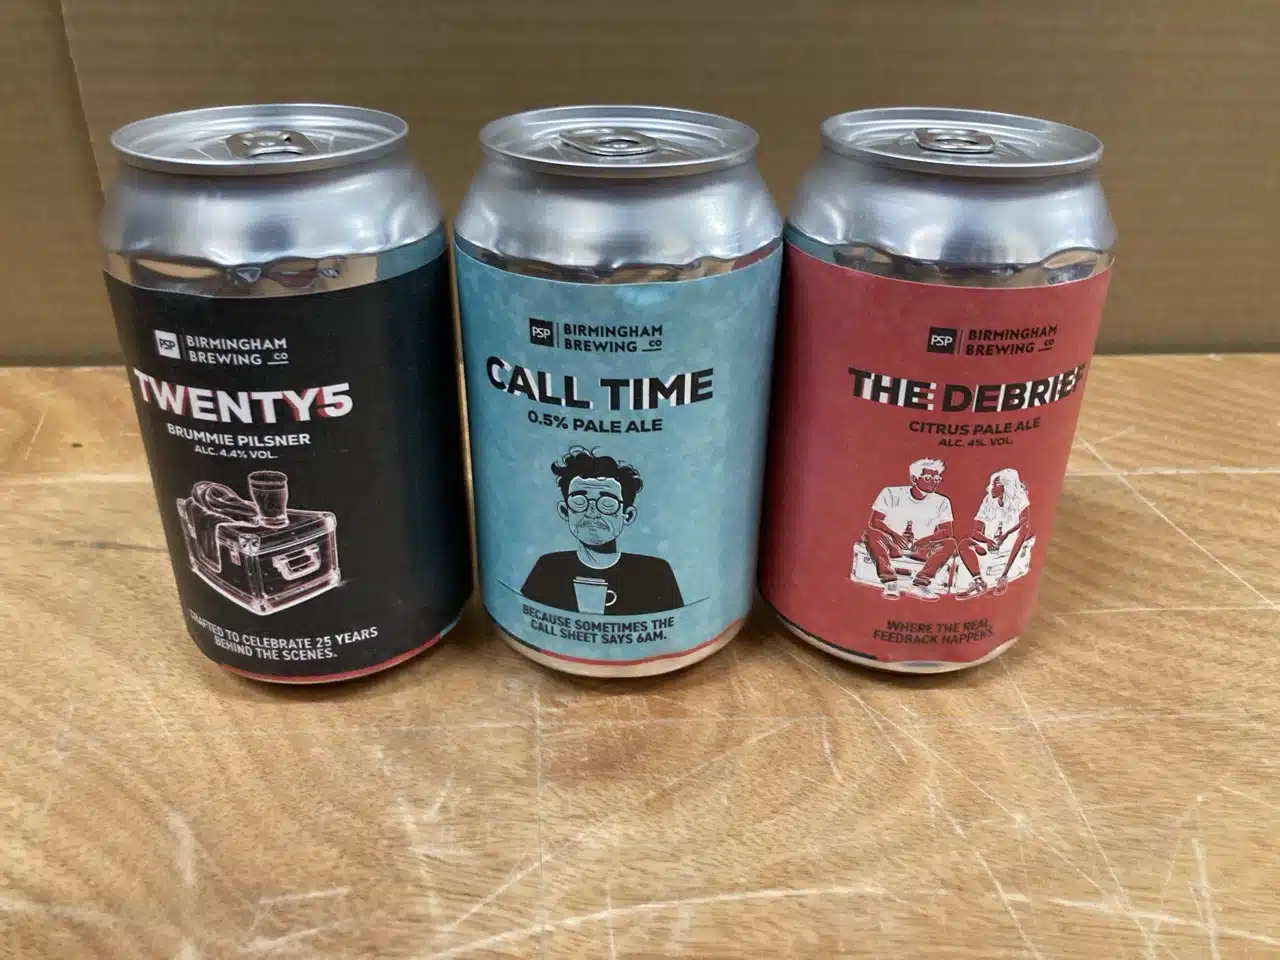 PSP BIRMINGHAM
BREWING CO
TWENTY5
BRUMMIE PILSNER
ALC. 4.4% VOL.
CRAFTED TO CELEBRATE 25 YEARS
BEHIND THE SCENES.
PSP BIRMINGHAM
BREWING CO
CALL TIME
0.5% PALE ALE
BECAUSE SOMETIMES THE
CALL SHEET SAYS 6AM.
PSP BIRMINGHAM
BREWING CO
THE DEBRIEF
CITRUS PALE ALE
ALC. 4% VOL.
WHERE THE REAL
FEEDBACK HAPPENS.